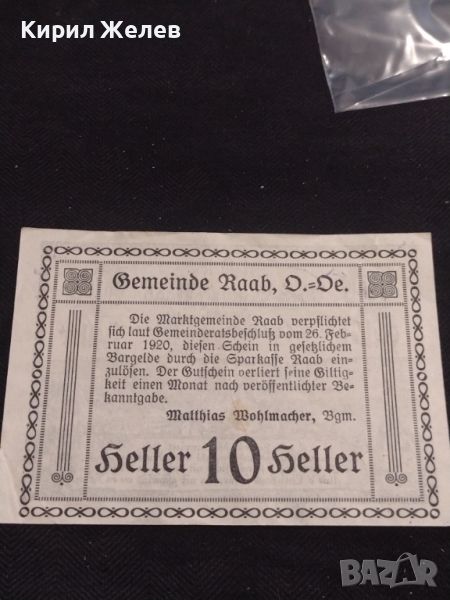 Кирил Желев
Gemeinde Raab, O.=Oe.
Die Marktgemeinde Raab verpflichtet
sich laut Gemeinderatsbeschluß vom 26. Feb-
ruar 1920, diesen Schein in gesetzlichem
Bargelde durch die Sparkasse Raab ein-
zulösen. Der Gutschein verliert seine Giltig-
keit einen Monat nach veröffentlichter Be-
kanntgabe.
Matthias Wohlmacher, Bgm.
Heller 10 Heller
BAZAR